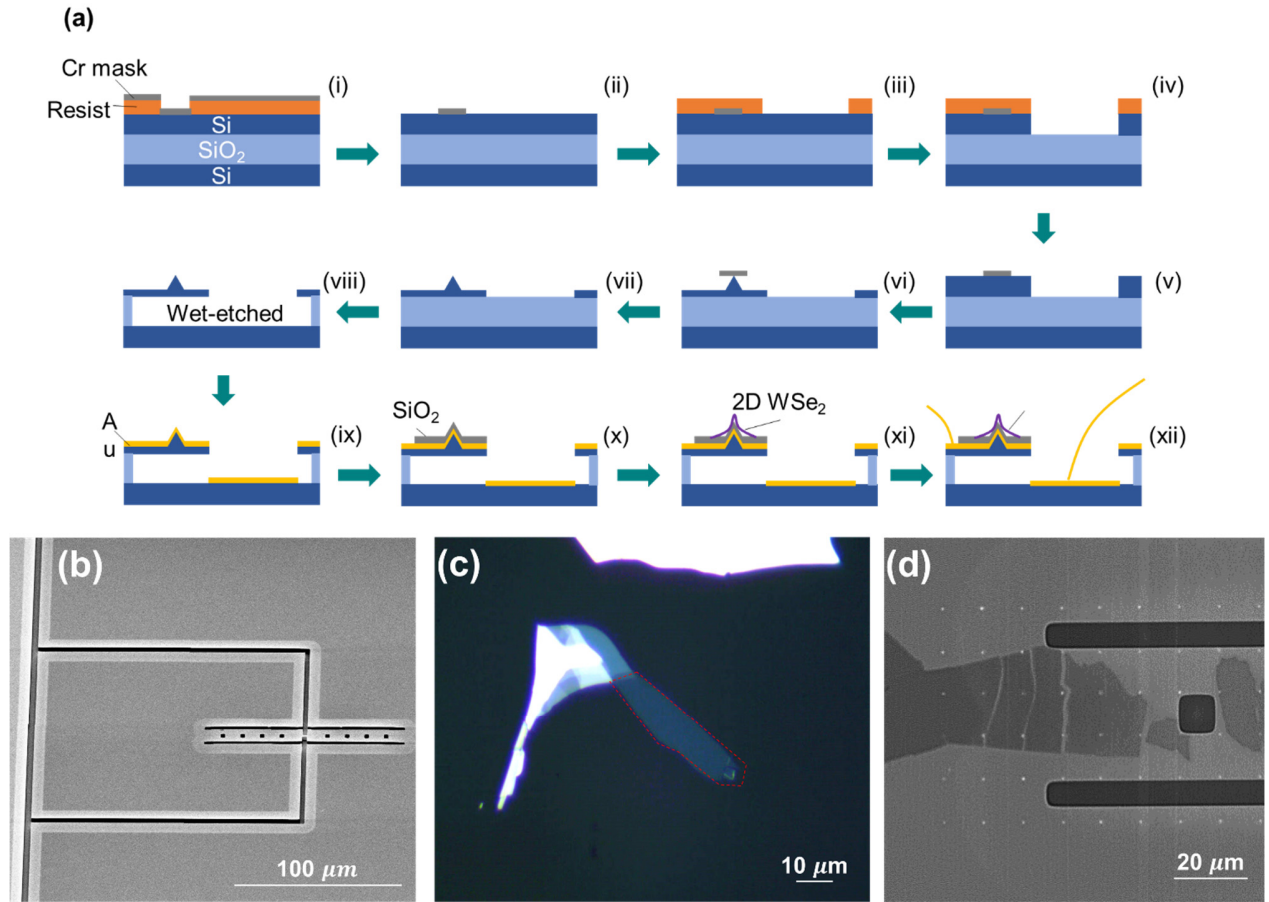 (a)
Cr mask
Resist
Si
SiO2
Si
(i)
(ii)
(iii)
(iv)
(viii)
Wet-etched
(vii)
(vi)
(v)
A
u
(ix)
SiO2
(x)
2D WSe2
(xi)
(xii)
(b)
100 μm
(c)
10 μm
(d)
20 μm